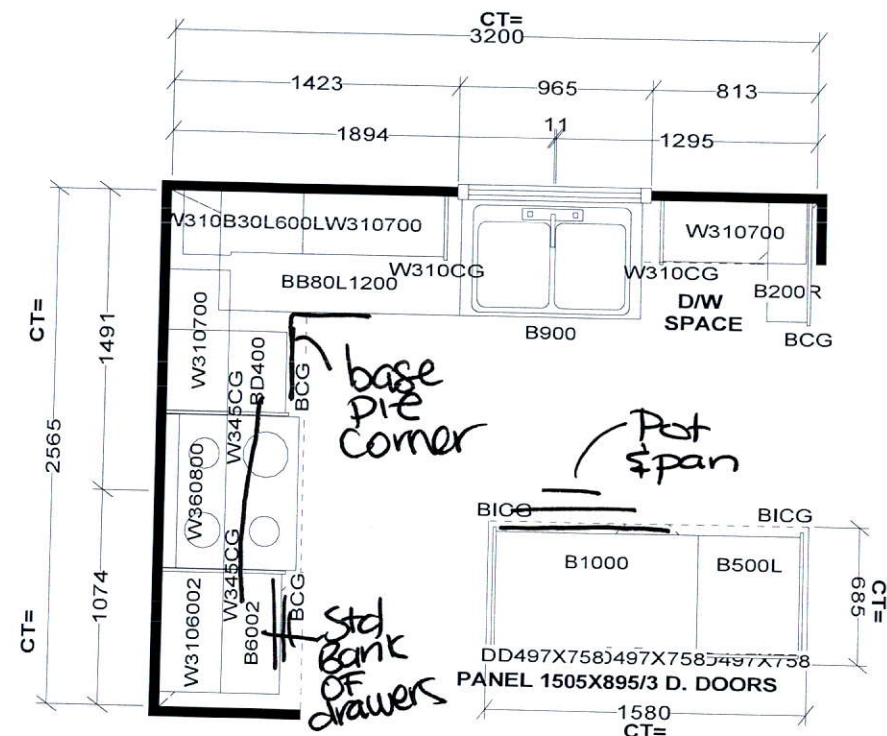 CT=
3200
1423
965
813
1894
11
1295
W310B30L600LW310700
W310700
W310CG
W310CG
BB80L1200
B200R
D/W
SPACE
B900
BCG
CT=
2565
1491
1074
CT=
W310700
BD400
W345CG
BCG
base
pie
corner
W360800
W345CG
W3106002
B6002
BCG
Std
Bank
OF
drawers
Pot
& pan
BICG
BICG
B1000
B500L
685
CT=
DD497X758
497X758
497X758
PANEL 1505X895/3 D. DOORS
1580
CT=